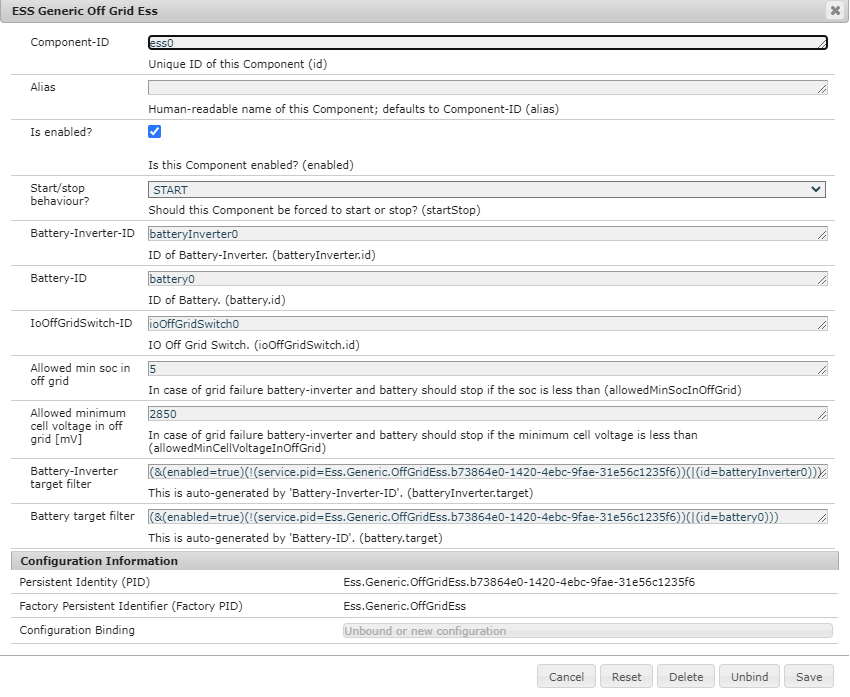 ESS Generic Off Grid Ess
Component-ID
ess0
Unique ID of this Component (id)
Alias
Human-readable name of this Component; defaults to Component-ID (alias)
Is enabled?
Is this Component enabled? (enabled)
Start/stop
behaviour?
START
Should this Component be forced to start or stop? (startStop)
Battery-Inverter-ID
batteryInverter0
ID of Battery-Inverter. (batteryInverter.id)
Battery-ID
battery0
ID of Battery. (battery.id)
IoOffGridSwitch-ID
ioOffGridSwitch0
IO Off Grid Switch. (ioOffGridSwitch.id)
Allowed min soc in
off grid
5
In case of grid failure battery-inverter and battery should stop if the soc is less than (allowedMinSocInOffGrid)
Allowed minimum
cell voltage in off
grid [mV]
2850
In case of grid failure battery-inverter and battery should stop if the minimum cell voltage is less than
(allowedMinCellVoltageInOffGrid)
Battery-Inverter
target filter
(&(enabled=true)(!(service.pid=Ess.Generic.OffGridEss.b73864e0-1420-4ebc-9fae-31e56c1235f6))(|(id=batteryInverter0)))
This is auto-generated by 'Battery-Inverter-ID'. (batteryInverter.target)
Battery target filter
(&(enabled=true)(!(service.pid=Ess.Generic.OffGridEss.b73864e0-1420-4ebc-9fae-31e56c1235f6))(|(id=battery0)))
This is auto-generated by 'Battery-ID'. (battery.target)
Configuration Information
Persistent Identity (PID)
Ess.Generic.OffGridEss.b73864e0-1420-4ebc-9fae-31e56c1235f6
Factory Persistent Identifier (Factory PID)
Ess.Generic.OffGridEss
Configuration Binding
Unbound or new configuration
Cancel
Reset
Delete
Unbind
Save